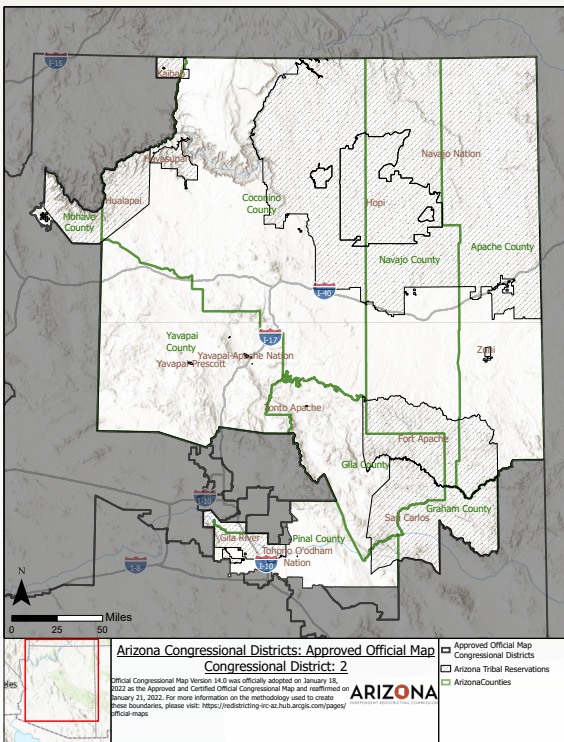 I-15
Kaibab
Havasupai
Navajo Nation
Hualapai
Coconino
County
Hopi
Mohave
County
Apache County
Navajo County
I-40
Yavapai
County
I-17
Yavapai-Apache Nation
Yavapai-Prescott
Zuni
Tonto Apache
Fort Apache
Gila County
I-10
Graham County
San Carlos
Gila River
Pinal County
Tohono O'odham
Nation
I-8
I-10
N
Miles
0 25 50
Arizona Congressional Districts: Approved Official Map
Congressional District: 2
Official Congressional Map Version 14.0 was officially adopted on January 18,
2022 as the Approved and Certified Official Congressional Map and reaffirmed on
January 21, 2022. For more information on the methodology used to create
these boundaries, please visit: https://redistricting-irc-az.hub.arcgis.com/pages/
official-maps
ARIZONA
INDEPENDENT REDISTRICTING COMMISSION
Approved Official Map
Congressional Districts
Arizona Tribal Reservations
ArizonaCounties
eles